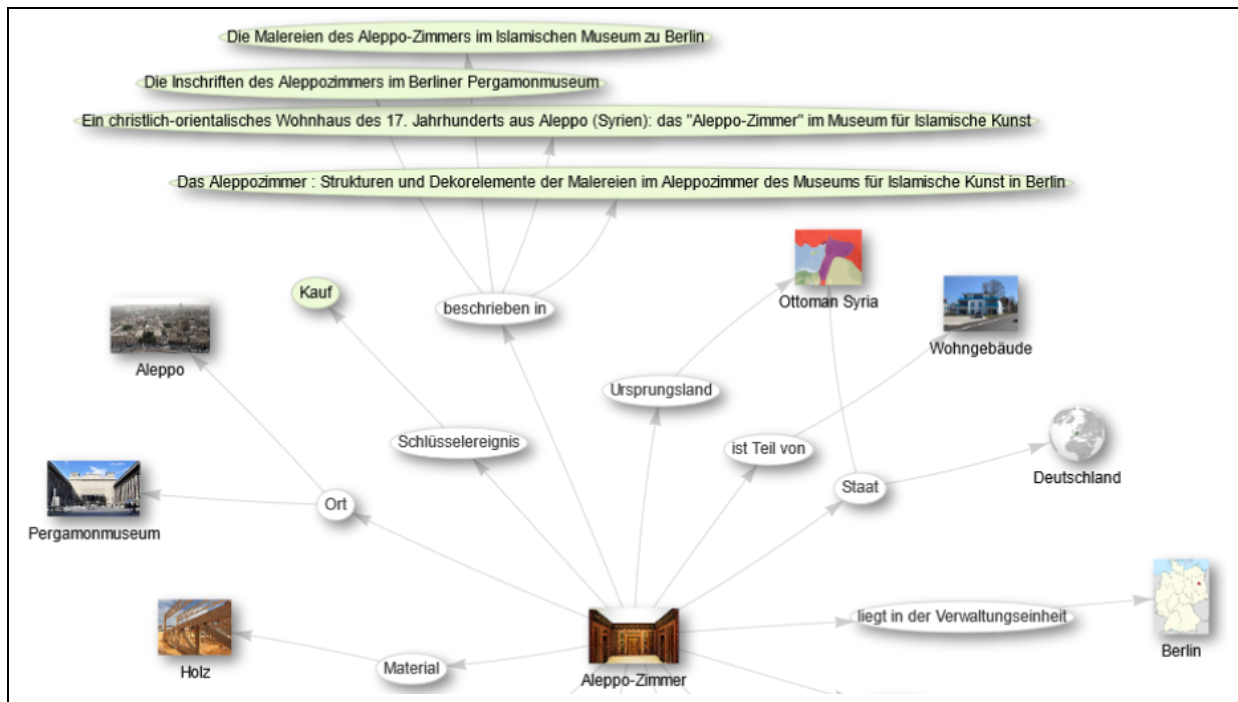 Die Malereien des Aleppo-Zimmers im Islamischen Museum zu Berlin
Die Inschriften des Aleppozimmers im Berliner Pergamonmuseum
Ein christlich-orientalisches Wohnhaus des 17. Jahrhunderts aus Aleppo (Syrien): das "Aleppo-Zimmer" im Museum für Islamische Kunst
Das Aleppozimmer : Strukturen und Dekorelemente der Malereien im Aleppozimmer des Museums für Islamische Kunst in Berlin
Kauf
beschrieben in
Ottoman Syria
Wohngebäude
Aleppo
Ursprungsland
Schlüsselereignis
ist Teil von
Deutschland
Staat
Ort
Pergamonmuseum
liegt in der Verwaltungseinheit
Berlin
Holz
Material
Aleppo-Zimmer